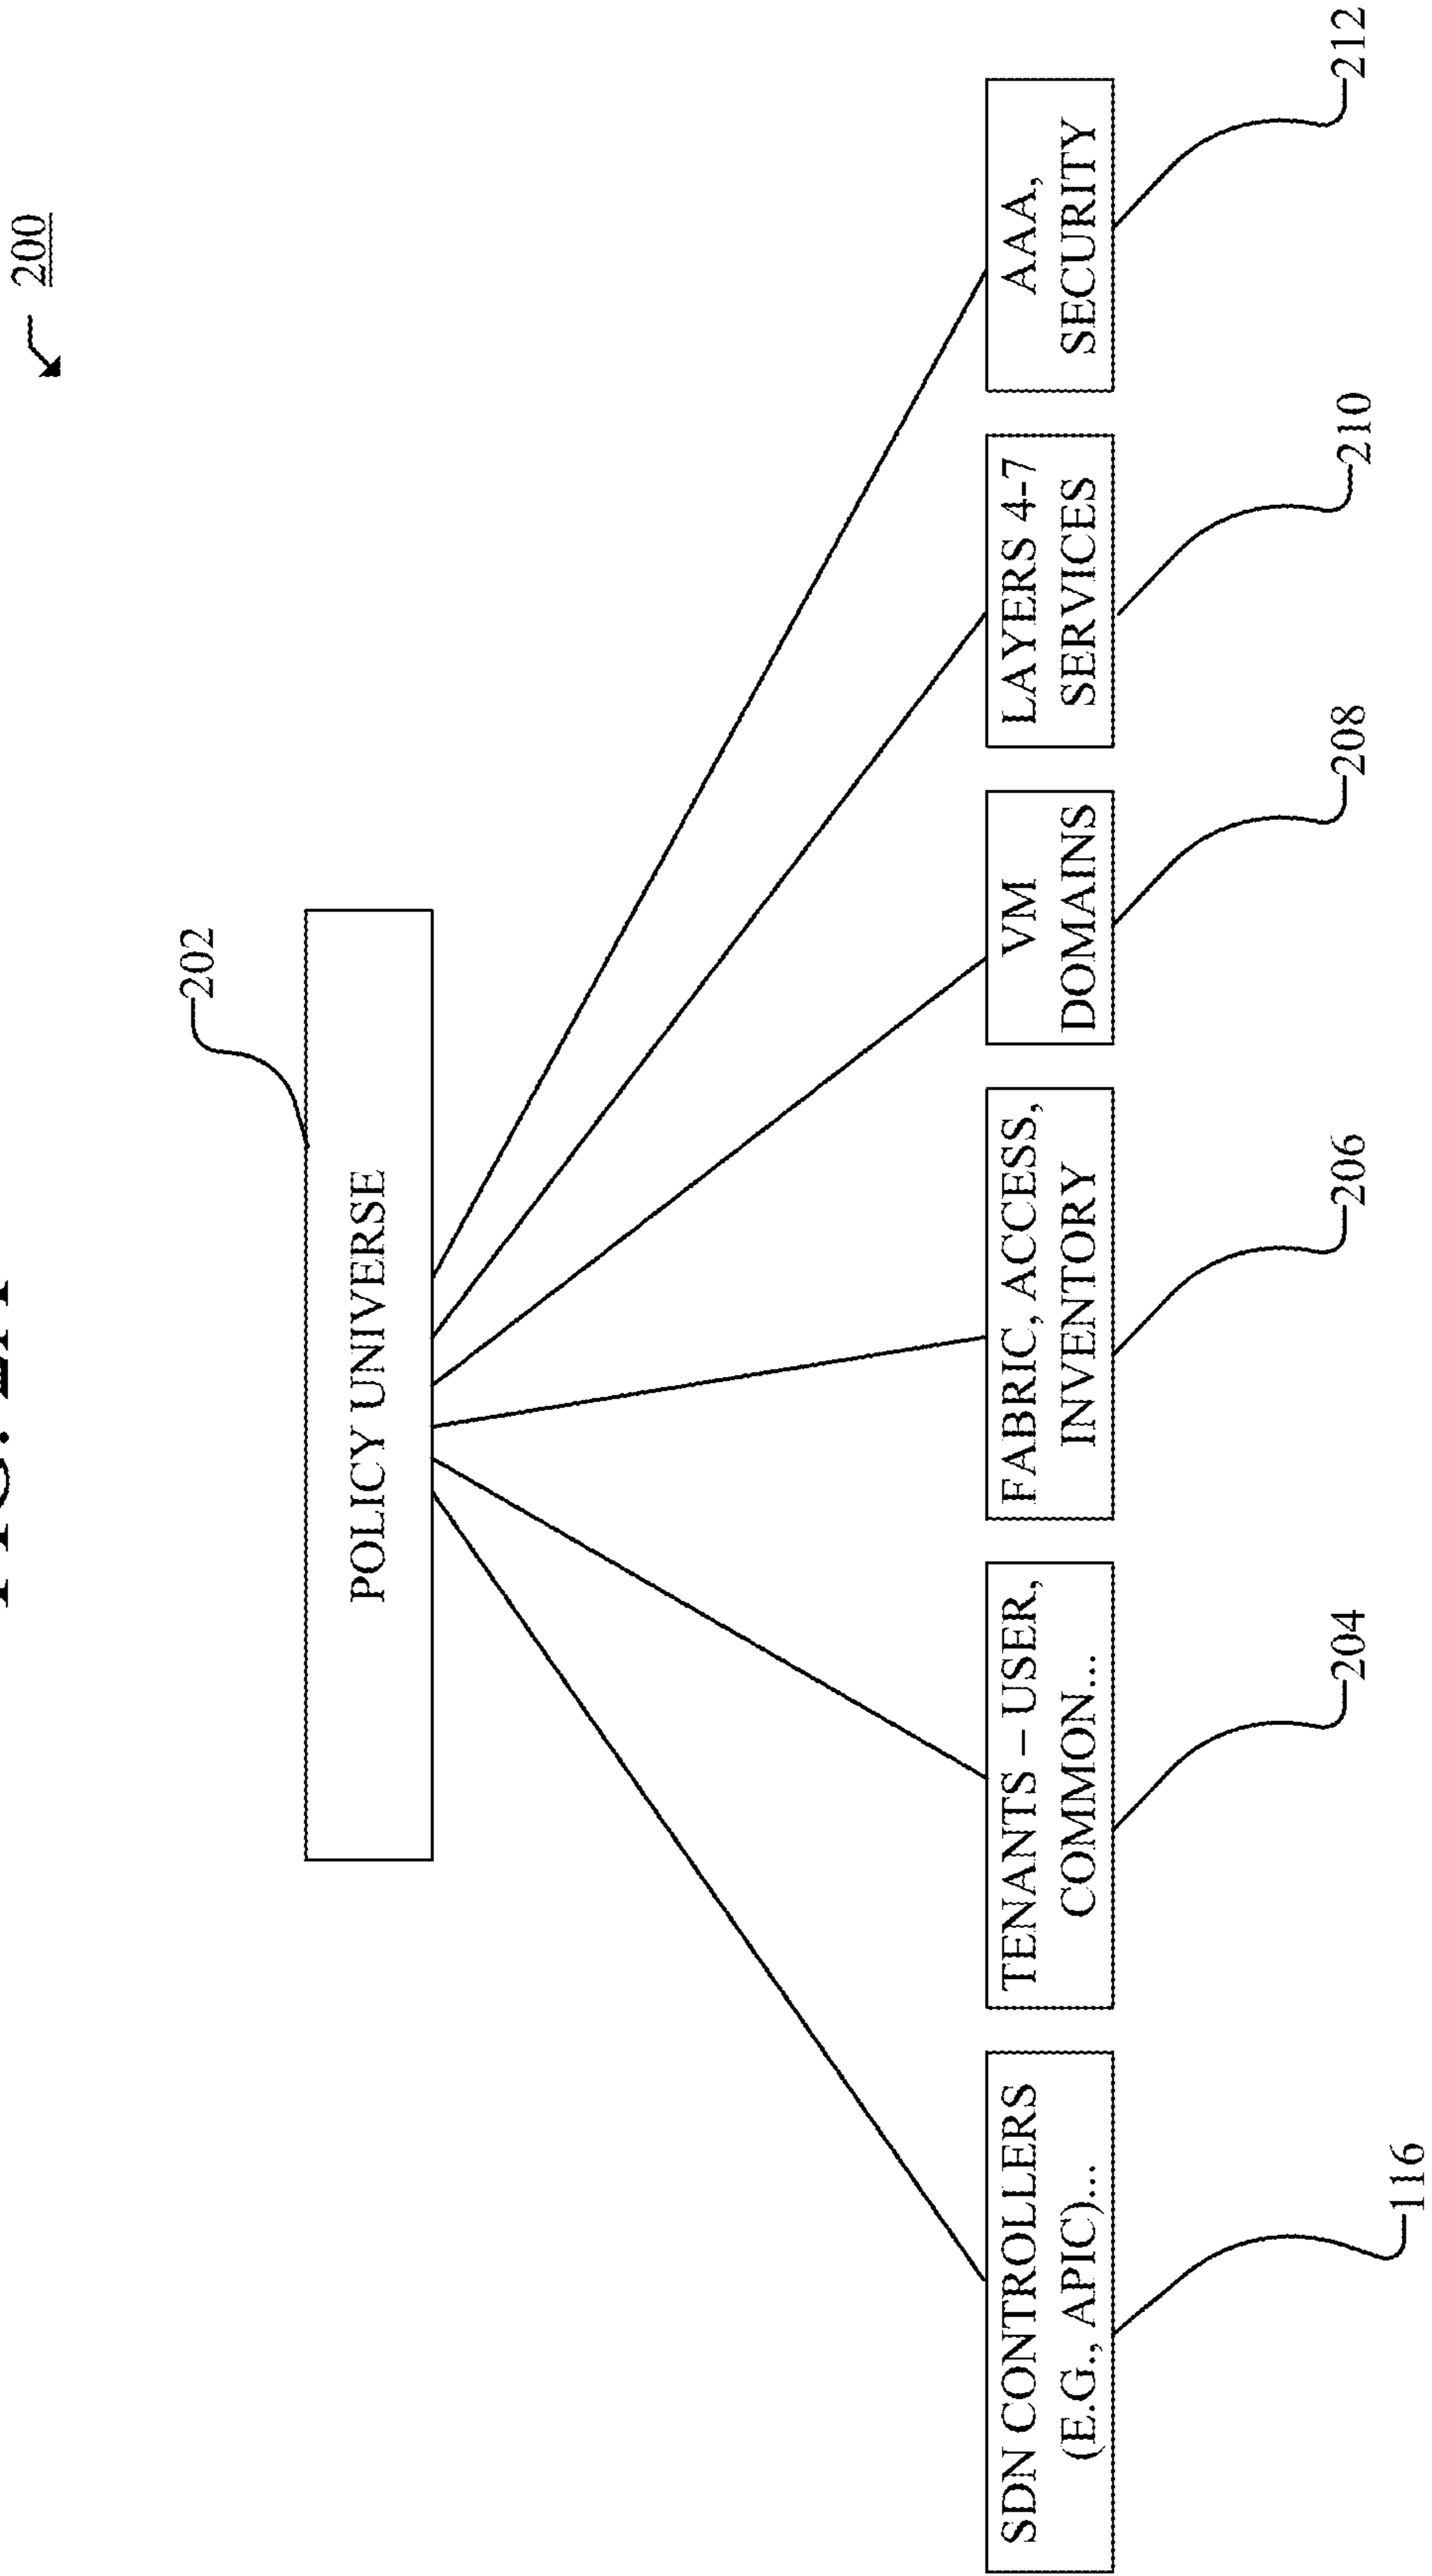 200
202
POLICY UNIVERSE
SDN CONTROLLERS
(E.G., APIC)...
116
TENANTS – USER,
COMMON...
204
FABRIC, ACCESS,
INVENTORY
206
VM
DOMAINS
208
LAYERS 4-7
SERVICES
210
AAA,
SECURITY
212